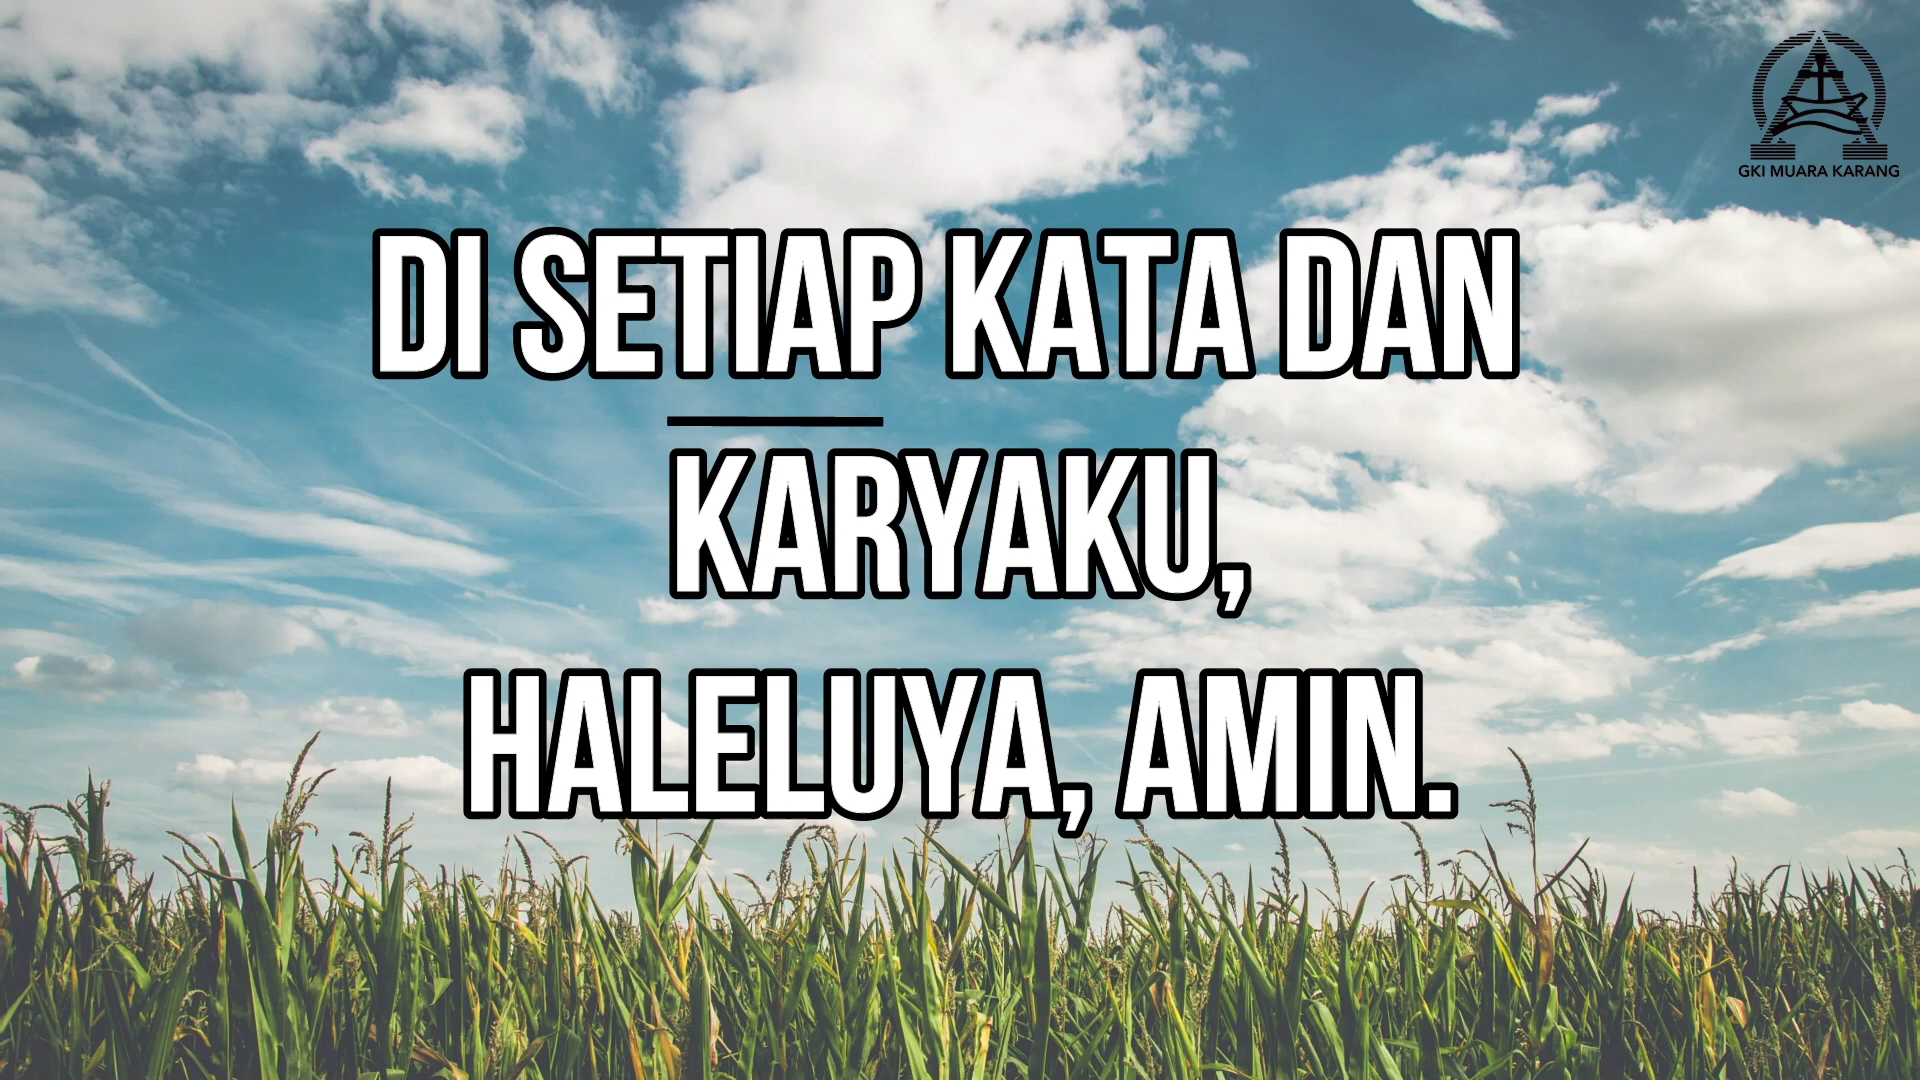 GKI MUARA KARANG
DI SETIAP KATA DAN
KARYAKU,
HALELUYA, AMIN.